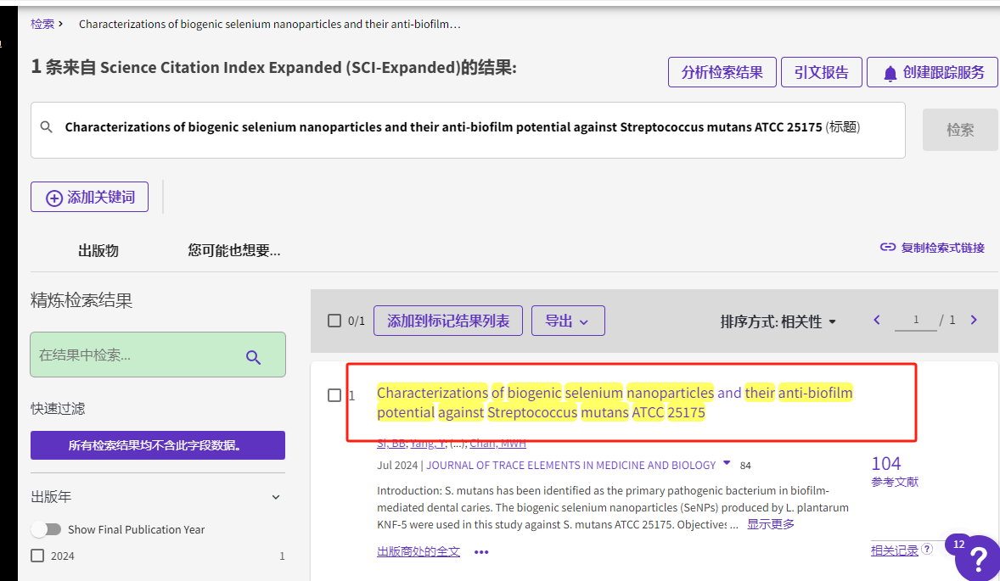 检索 > Characterizations of biogenic selenium nanoparticles and their anti-biofilm…
1 条来自 Science Citation Index Expanded (SCI-Expanded)的结果:
分析检索结果 引文报告 创建跟踪服务
Characterizations of biogenic selenium nanoparticles and their anti-biofilm potential against Streptococcus mutans ATCC 25175 (标题)
检索
添加关键词
出版物 您可能也想要...
复制检索式链接
精炼检索结果
0/1 添加到标记结果列表 导出 排序方式: 相关性 1 / 1
在结果中检索...
快速过滤
所有检索结果均不含此字段数据。
出版年
Show Final Publication Year
2024 1
1 Characterizations of biogenic selenium nanoparticles and their anti-biofilm
potential against Streptococcus mutans ATCC 25175
Si, BB; Yang, Y; (...); Chan, MWH
Jul 2024 | JOURNAL OF TRACE ELEMENTS IN MEDICINE AND BIOLOGY 84
Introduction: S. mutans has been identified as the primary pathogenic bacterium in biofilm-
mediated dental caries. The biogenic selenium nanoparticles (SeNPs) produced by L. plantarum
KNF-5 were used in this study against S. mutans ATCC 25175. Objectives: ... 显示更多
出版商处的全文 •••
104
参考文献
相关记录 ?
12
?